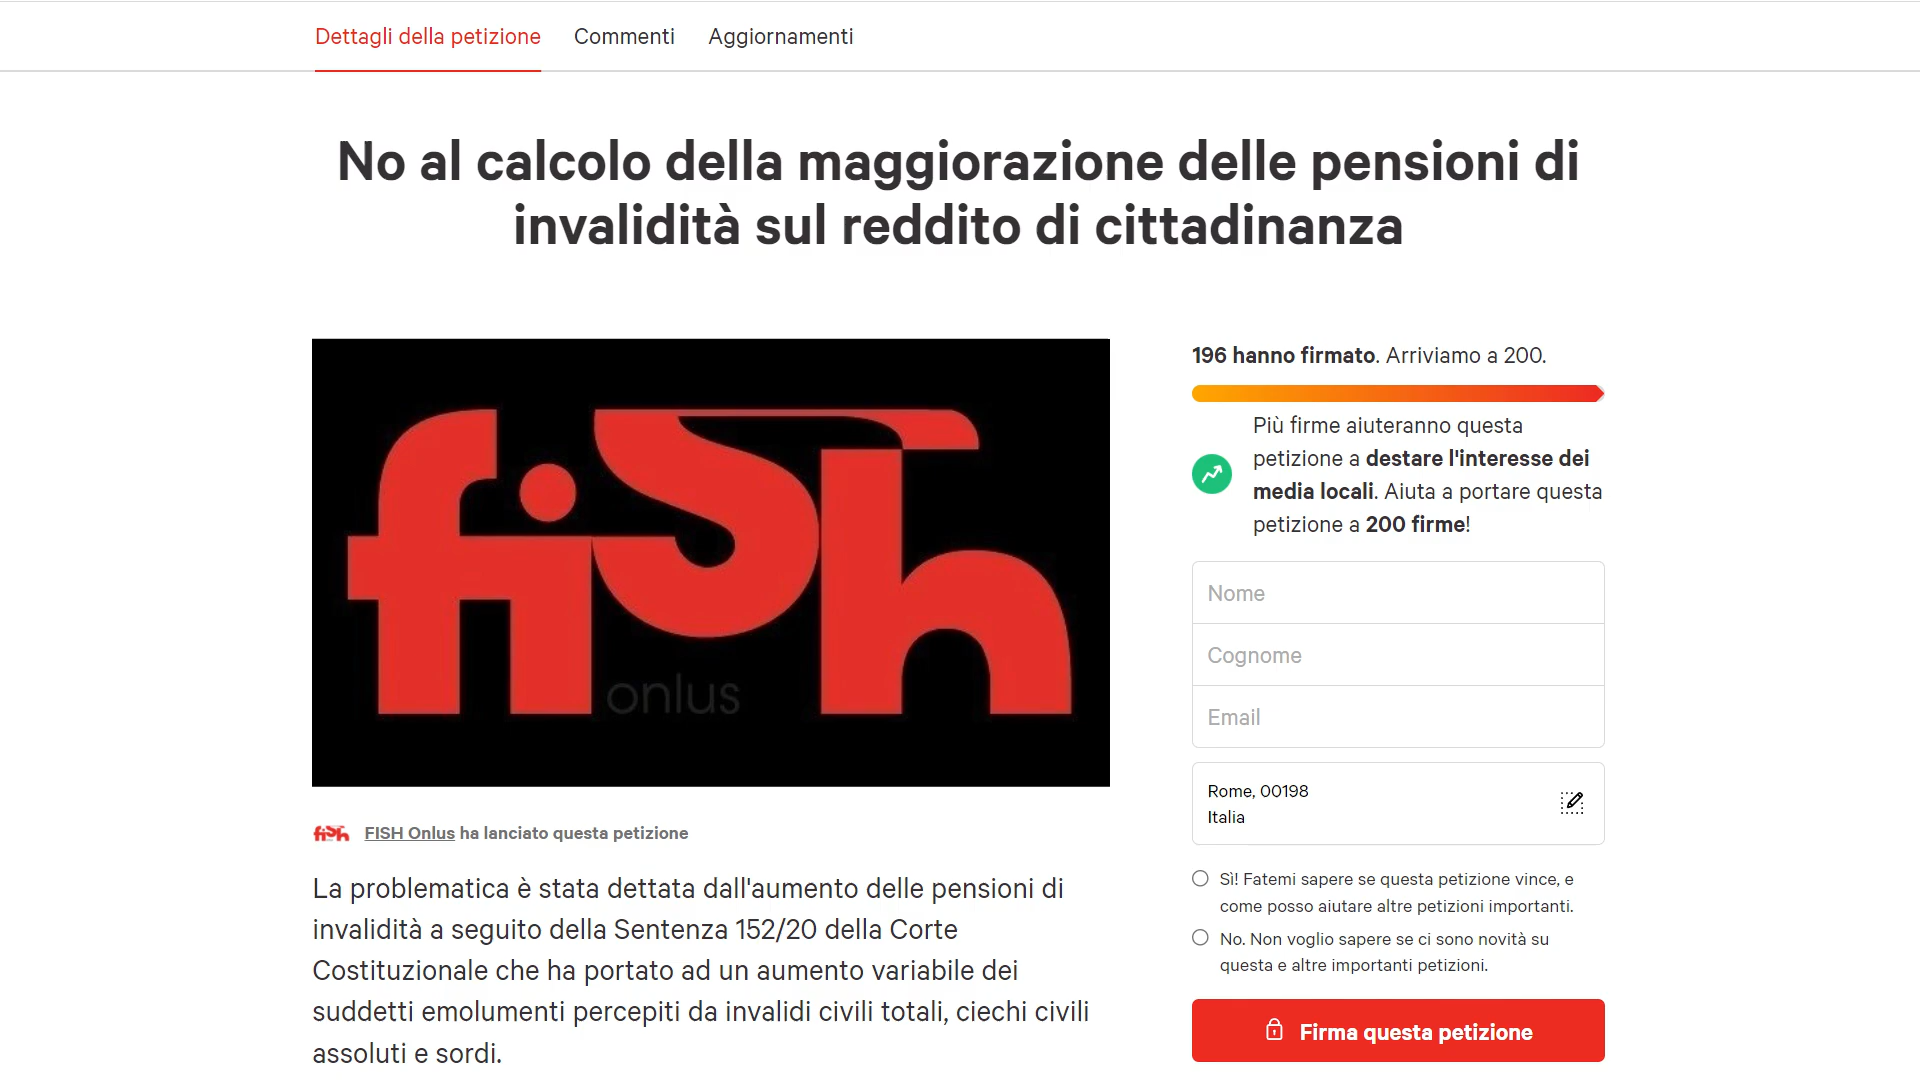 Dettagli della petizione Commenti Aggiornamenti
No al calcolo della maggiorazione delle pensioni di
invalidità sul reddito di cittadinanza
fish
onlus
FISH Onlus ha lanciato questa petizione
La problematica è stata dettata dall'aumento delle pensioni di
invalidità a seguito della Sentenza 152/20 della Corte
Costituzionale che ha portato ad un aumento variabile dei
suddetti emolumenti percepiti da invalidi civili totali, ciechi civili
assoluti e sordi.
196 hanno firmato. Arriviamo a 200.
Più firme aiuteranno questa
petizione a destare l'interesse dei
media locali. Aiuta a portare questa
petizione a 200 firme!
Nome
Cognome
Email
Rome, 00198
Italia
Sì! Fatemi sapere se questa petizione vince, e
come posso aiutare altre petizioni importanti.
No. Non voglio sapere se ci sono novità su
questa e altre importanti petizioni.
Firma questa petizione